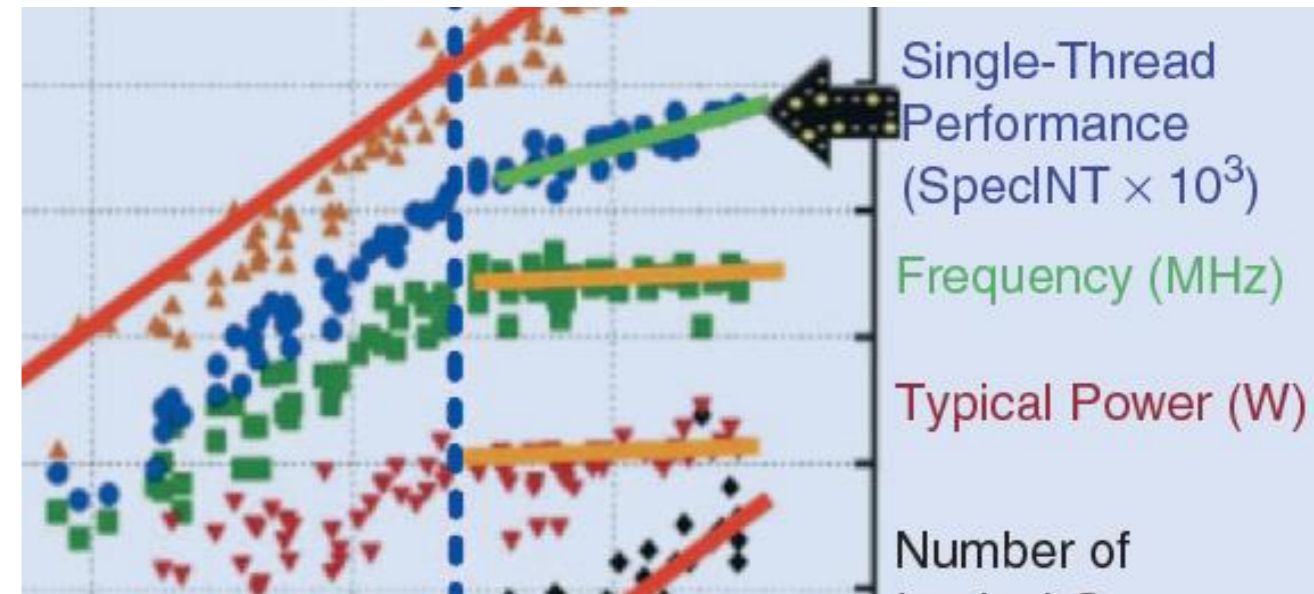 Single-Thread
Performance
(SpecINT × 10³)
Frequency (MHz)
Typical Power (W)
Number of